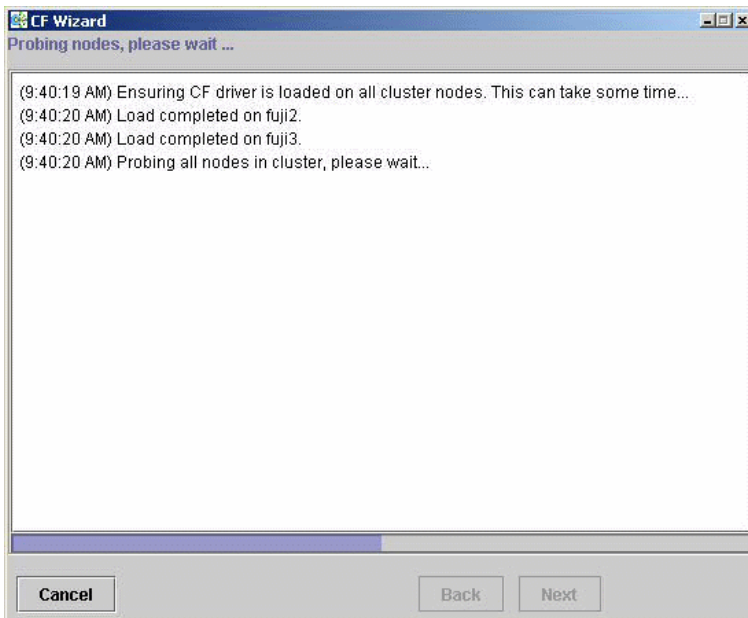 CF Wizard
Probing nodes, please wait ...
(9:40:19 AM) Ensuring CF driver is loaded on all cluster nodes. This can take some time...
(9:40:20 AM) Load completed on fuji2.
(9:40:20 AM) Load completed on fuji3.
(9:40:20 AM) Probing all nodes in cluster, please wait...
Cancel Back Next